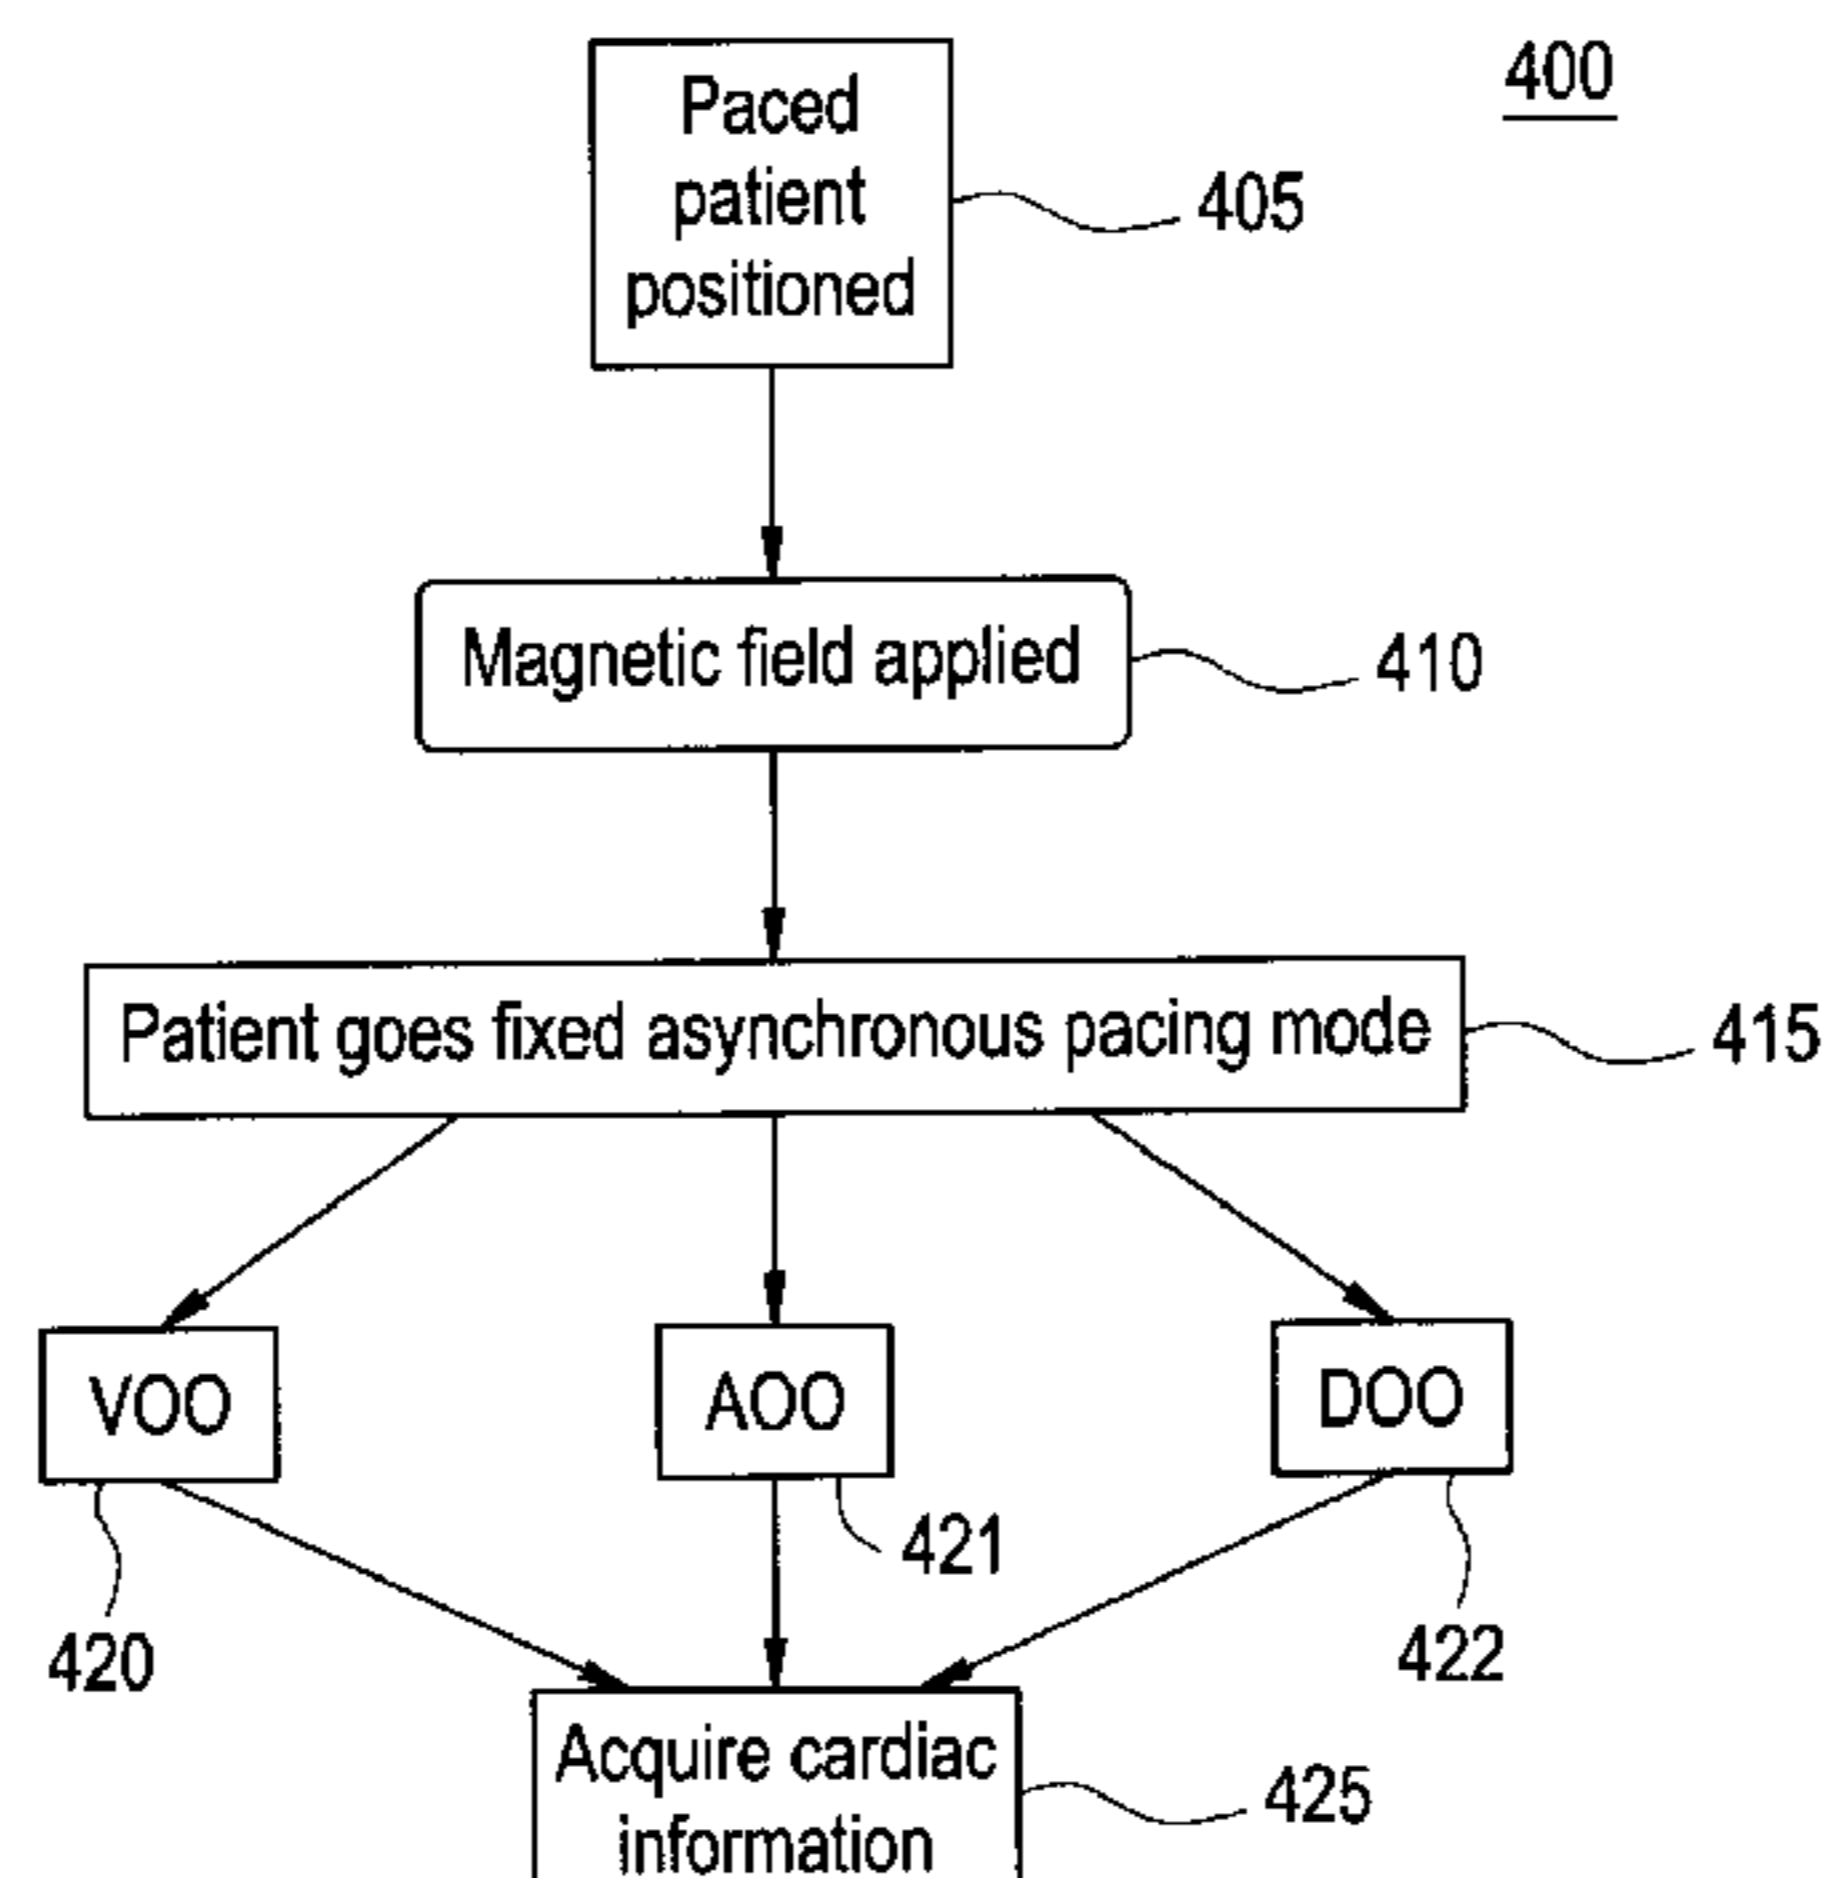 400
Paced
patient
positioned
405
Magnetic field applied
410
Patient goes fixed asynchronous pacing mode
415
VOO
AOO
DOO
420
421
422
Acquire cardiac
information
425